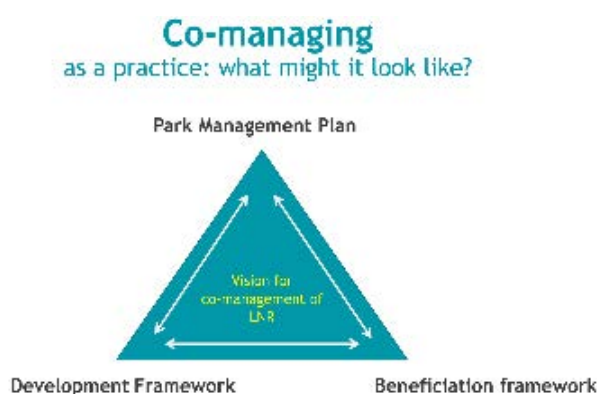 Co-managing
as a practice: what might it look like?
Park Management Plan
Vision for
co-management of
LNR
Development Framework
Beneficiation framework